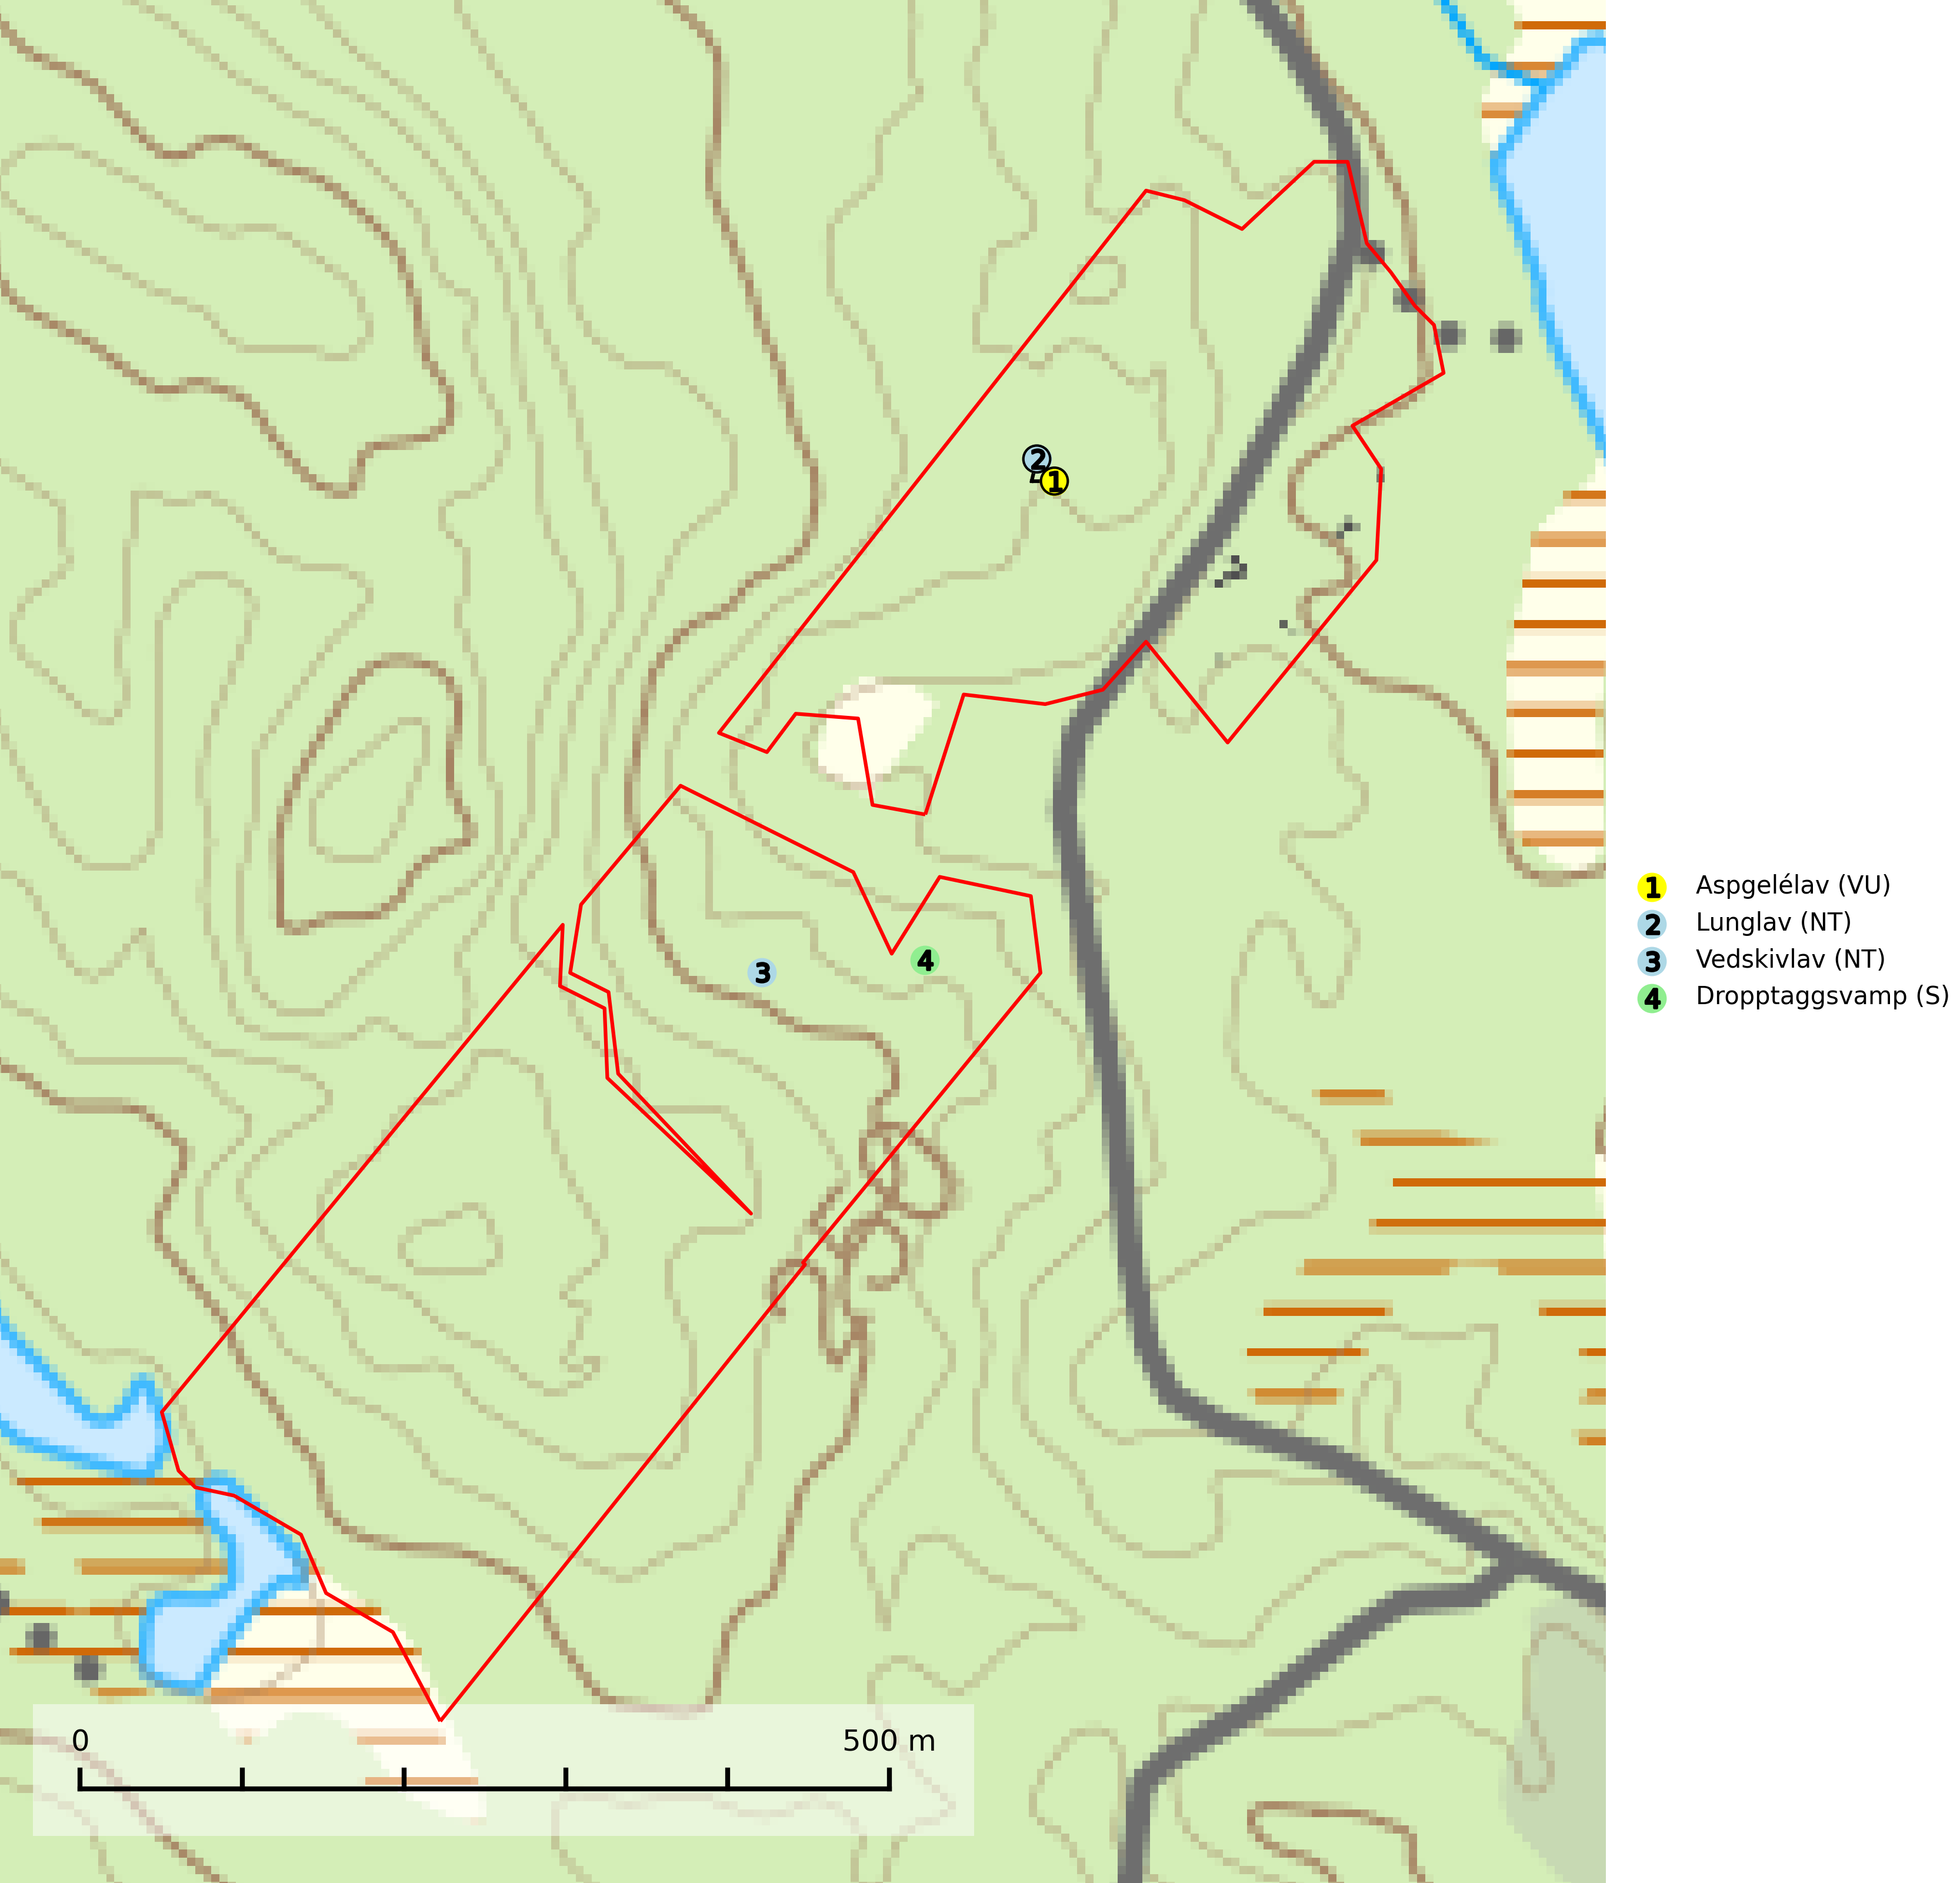 2
1
3
4
1 Aspgelélav (VU)
2 Lunglav (NT)
3 Vedskivlav (NT)
4 Dropptaggsvamp (S)
0 500 m